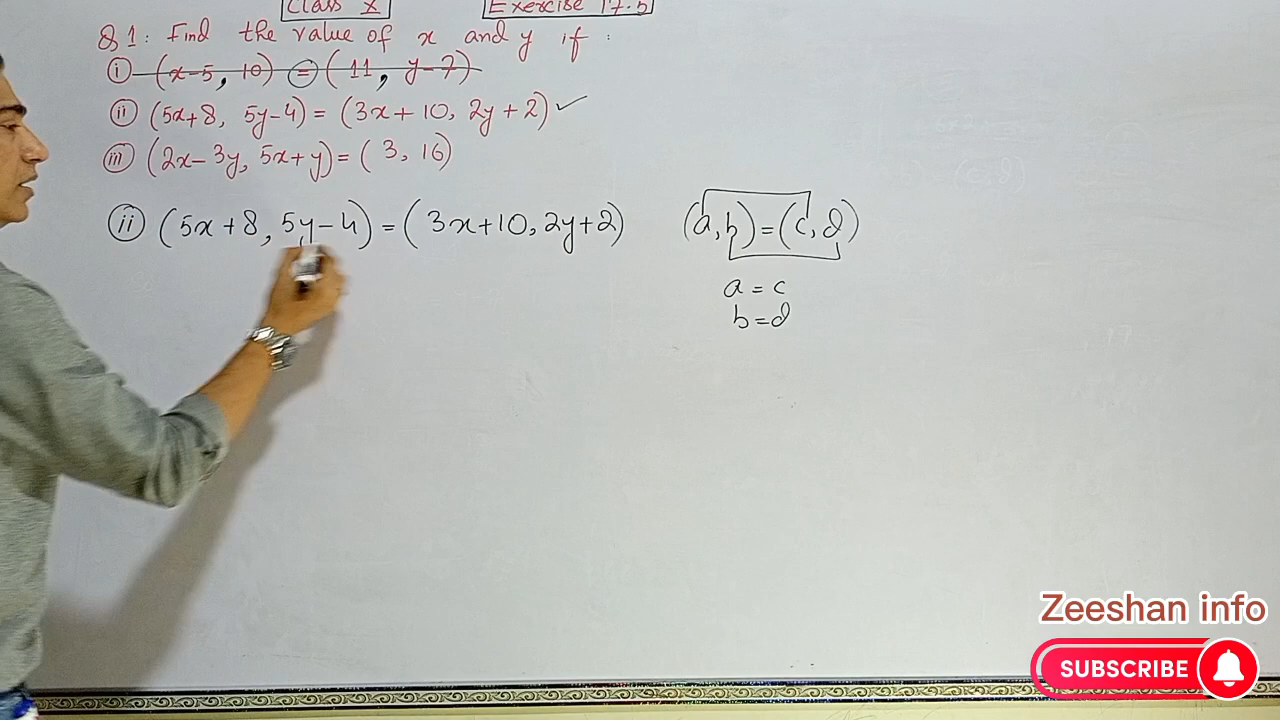 Class X Exercise 17.5
Q1: Find the value of x and y if :
(i) (x-5, 10) = (11, y-7)
(ii) (5x+8, 5y-4) = (3x+10, 2y+2) ✓
(iii) (2x-3y, 5x+y) = (3, 16)
(ii) (5x+8, 5y-4) = (3x+10, 2y+2) (a,b) = (c,d)
a = c
b = d
Zeeshan info
SUBSCRIBE